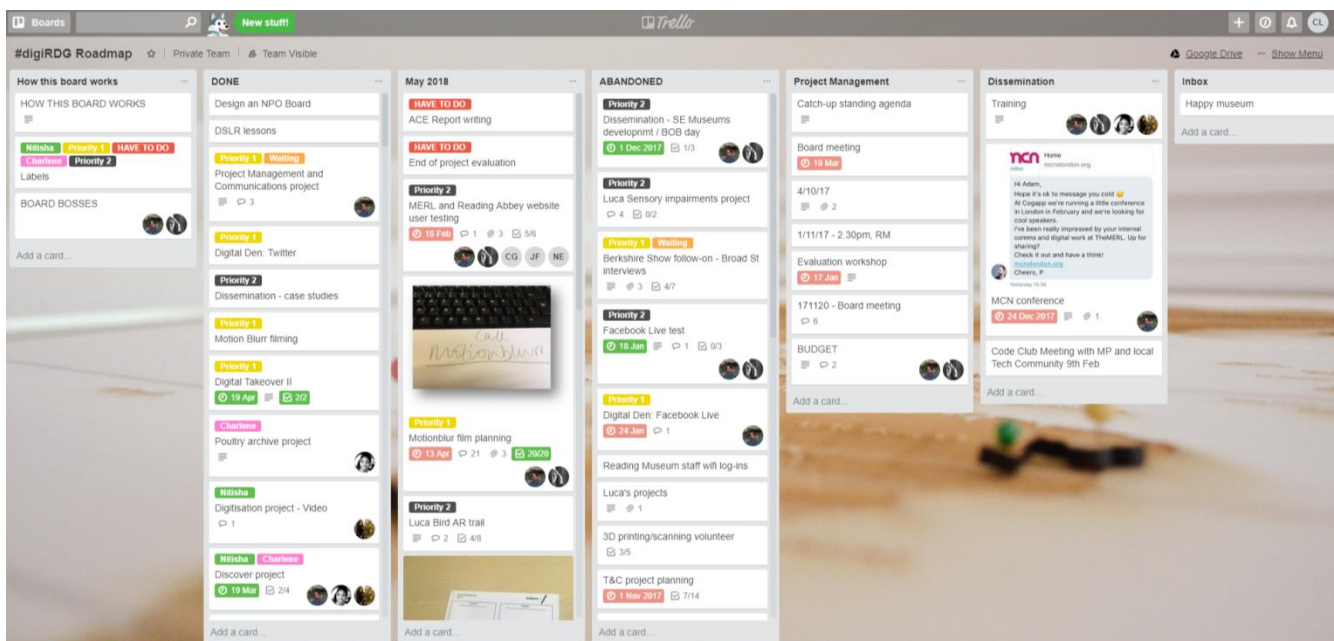 Boards
New stuff!
Trello
CL
#digiRDG Roadmap
Private Team
Team Visible
Google Drive
Show Menu
How this board works
HOW THIS BOARD WORKS
Nitisha Priority 1 HAVE TO DO
Charlene Priority 2
Labels
BOARD BOSSES
Add a card...
DONE
Design an NPO Board
DSLR lessons
Priority 1 Waiting
Project Management and
Communications project
3
Priority 1
Digital Den: Twitter
Priority 2
Dissemination - case studies
Priority 1
Motion Blurr filming
Priority 1
Digital Takeover II
19 Apr 2/2
Charlene
Poultry archive project
Nitisha
Digitisation project - Video
1
Nitisha Charlene
Discover project
19 Mar 2/4
Add a card...
May 2018
HAVE TO DO
ACE Report writing
HAVE TO DO
End of project evaluation
Priority 2
MERL and Reading Abbey website
user testing
16 Feb 1 3 5/6
CG JF NE
Call
Motionblurr
Priority 1
Motionblur film planning
13 Apr 21 3 20/20
Priority 2
Luca Bird AR trail
2 4/8
Add a card...
ABANDONED
Priority 2
Dissemination - SE Museums
developmnt / BOB day
1 Dec 2017 1/3
Priority 2
Luca Sensory impairments project
4 0/2
Priority 1 Waiting
Berkshire Show follow-on - Broad St
interviews
3 4/7
Priority 2
Facebook Live test
18 Jan 1 0/3
Priority 1
Digital Den: Facebook Live
24 Jan 1
Reading Museum staff wifi log-ins
Luca's projects
1
3D printing/scanning volunteer
3/5
T&C project planning
1 Nov 2017 7/14
Add a card...
Project Management
Catch-up standing agenda
Board meeting
19 Mar
4/10/17
2
1/11/17 - 2.30pm, RM
Evaluation workshop
17 Jan
171120 - Board meeting
6
BUDGET
2
Add a card...
Dissemination
Training
ncn Home
mcnxlondon.org
Hi Adam,
Hope it's ok to message you cold
At Cogapp we're running a little conference
in London in February and we're looking for
cool speakers.
I've been really impressed by your internal
comms and digital work at TheMERL. Up for
sharing?
Check it out and have a think!
mcnxlondon.org
Cheers, P
MCN conference
24 Dec 2017 1
Code Club Meeting with MP and local
Tech Community 9th Feb
Add a card...
Inbox
Happy museum
Add a card...